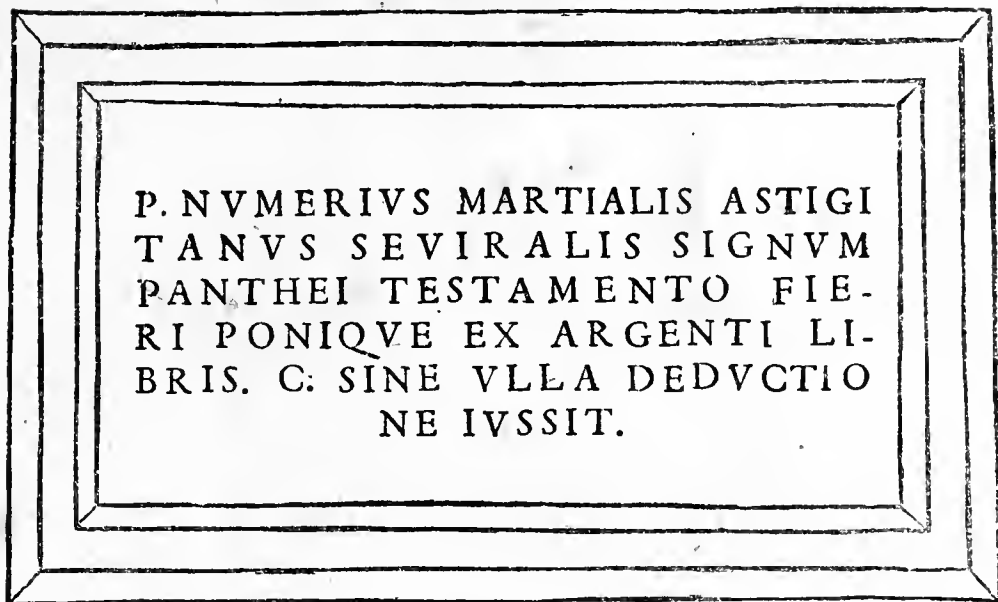 P. NVMERIVS MARTIALIS ASTIGI
TANVS SEVIRALIS SIGNVM
PANTHEI TESTAMENTO FIE-
RI PONIQVE EX ARGENTI LI-
BRIS. C. SINE VLLA DEDVCTIO
NE IVSSIT.